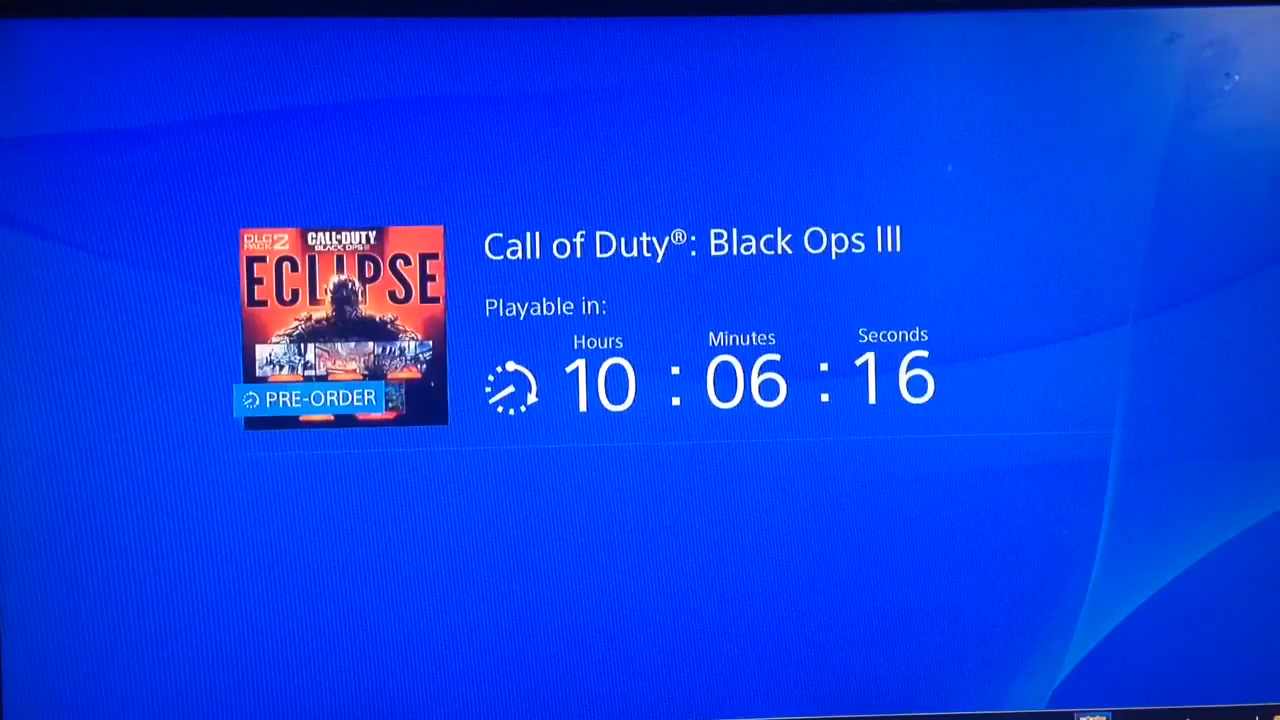 DLC PACK 2
CALL OF DUTY
BLACK OPS III
ECLIPSE
PRE-ORDER
Call of Duty®: Black Ops III
Playable in:
Hours Minutes Seconds
10 : 06 : 16